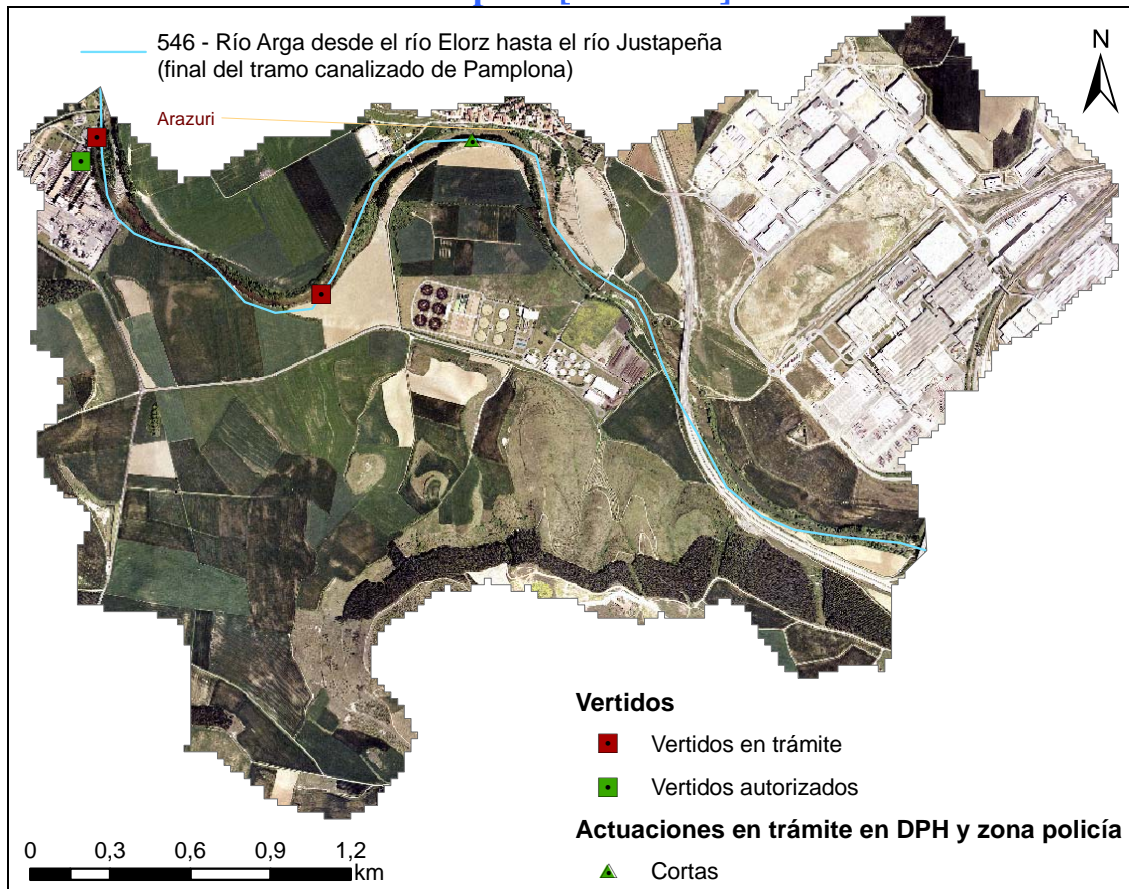 546 - Río Arga desde el río Elorz hasta el río Justapeña
(final del tramo canalizado de Pamplona)
N
Arazuri
Vertidos
Vertidos en trámite
Vertidos autorizados
Actuaciones en trámite en DPH y zona policía
Cortas
0 0,3 0,6 0,9 1,2
km